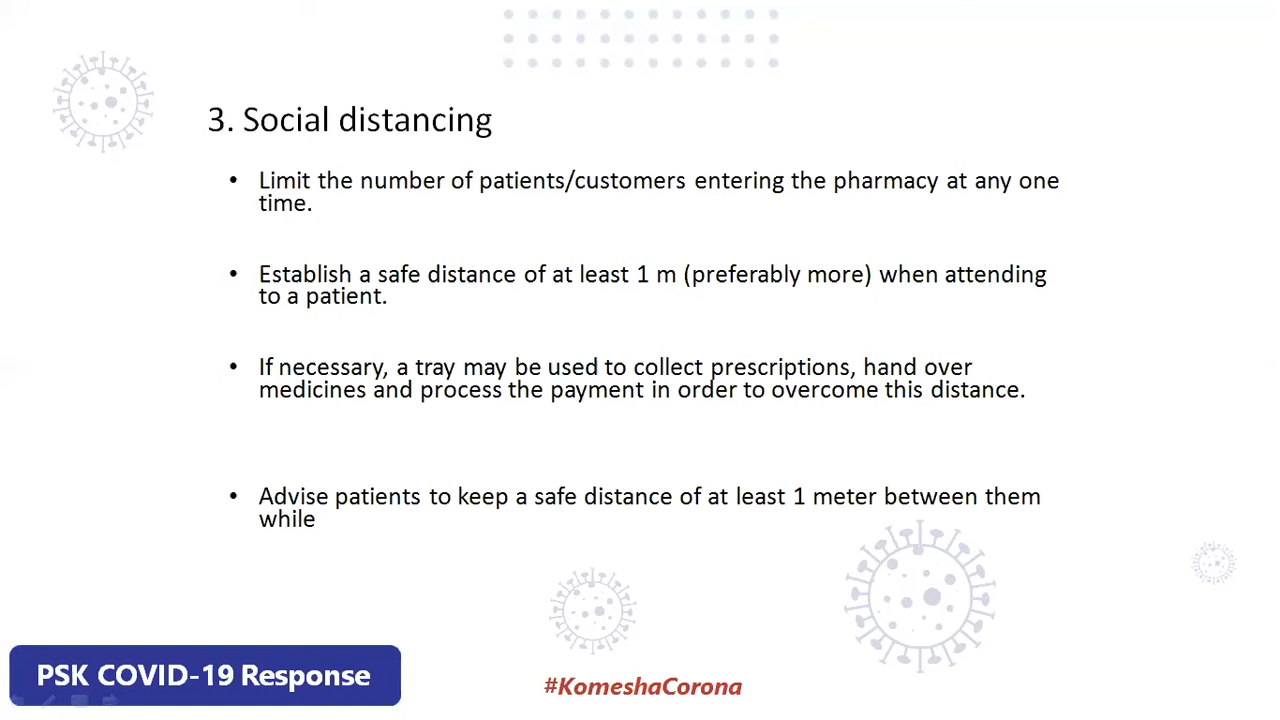 3. Social distancing
• Limit the number of patients/customers entering the pharmacy at any one
time.
• Establish a safe distance of at least 1 m (preferably more) when attending
to a patient.
• If necessary, a tray may be used to collect prescriptions, hand over
medicines and process the payment in order to overcome this distance.
• Advise patients to keep a safe distance of at least 1 meter between them
while
PSK COVID-19 Response
#KomeshaCorona